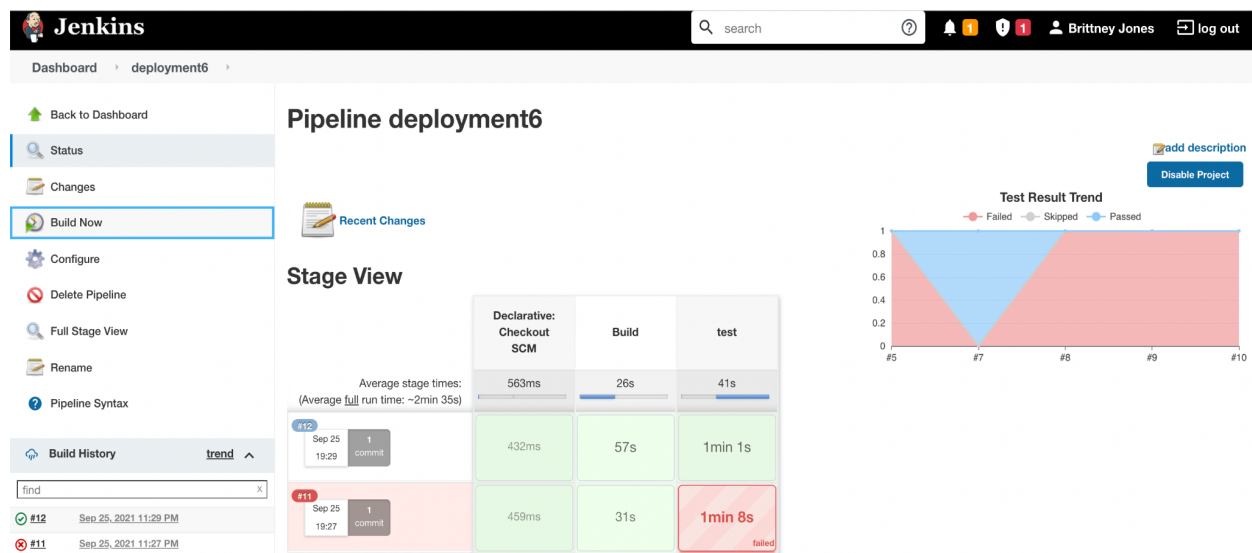 Jenkins
search
1
1
Brittney Jones
log out
Dashboard
deployment6
Back to Dashboard
Status
Changes
Build Now
Configure
Delete Pipeline
Full Stage View
Rename
Pipeline Syntax
Build History
trend
find
x
#12 Sep 25, 2021 11:29 PM
#11 Sep 25, 2021 11:27 PM
Pipeline deployment6
add description
Disable Project
Recent Changes
Test Result Trend
Failed Skipped Passed
1
0.8
0.6
0.4
0.2
0
#5 #7 #8 #9 #10
Stage View
Declarative:
Checkout
SCM
Build
test
Average stage times:
(Average full run time: ~2min 35s)
563ms
26s
41s
#12
Sep 25
19:29
1
commit
432ms
57s
1min 1s
#11
Sep 25
19:27
1
commit
459ms
31s
1min 8s
failed